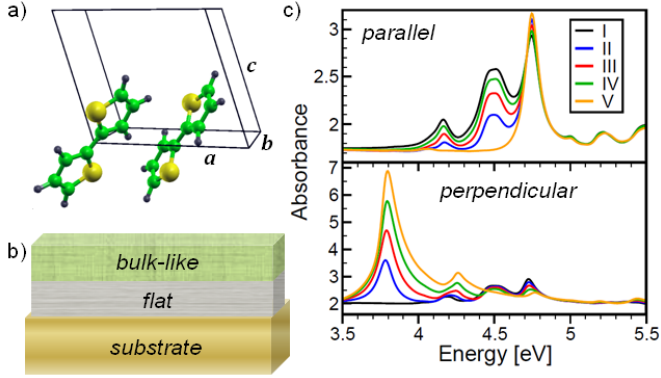 a)
c
b
a
b)
bulk-like
flat
substrate
c)
Absorbance
parallel
I
II
III
IV
V
3
2.5
2
perpendicular
7
6
5
4
3
2
3.5
4
4.5
5
5.5
Energy [eV]